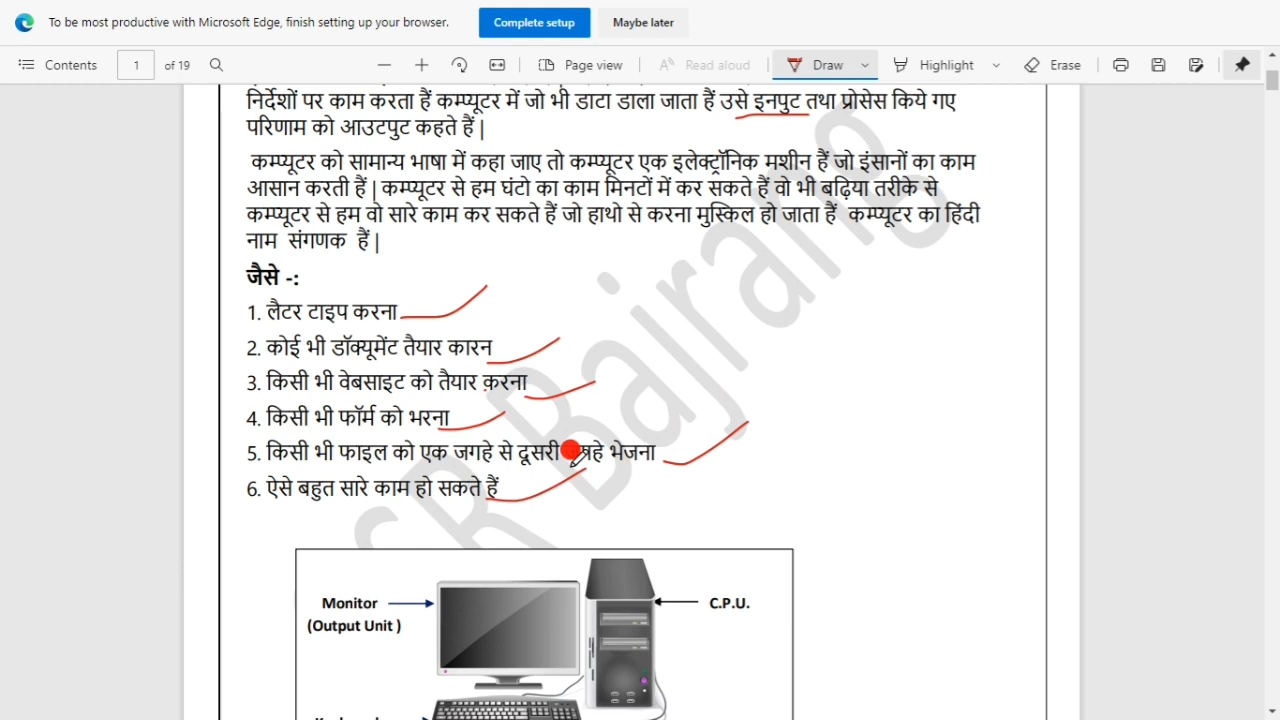 To be most productive with Microsoft Edge, finish setting up your browser.
Complete setup
Maybe later
Contents
1
of 19
Page view
Read aloud
Draw
Highlight
Erase
निर्देशों पर काम करता हैं कम्प्यूटर में जो भी डाटा डाला जाता हैं उसे इनपुट तथा प्रोसेस किये गए
परिणाम को आउटपुट कहते हैं |
कम्प्यूटर को सामान्य भाषा में कहा जाए तो कम्प्यूटर एक इलेक्ट्रॉनिक मशीन हैं जो इंसानों का काम
आसान करती हैं | कम्प्यूटर से हम घंटो का काम मिनटों में कर सकते हैं वो भी बढ़िया तरीके से
कम्प्यूटर से हम वो सारे काम कर सकते हैं जो हाथो से करना मुस्किल हो जाता हैं कम्प्यूटर का हिंदी
नाम संगणक हैं |
जैसे -:
1. लैटर टाइप करना
2. कोई भी डॉक्यूमेंट तैयार कारन
3. किसी भी वेबसाइट को तैयार करना
4. किसी भी फॉर्म को भरना
5. किसी भी फाइल को एक जगहे से दूसरी भेजना
6. ऐसे बहुत सारे काम हो सकते हैं
SR Bajrang
Monitor
(Output Unit )
C.P.U.